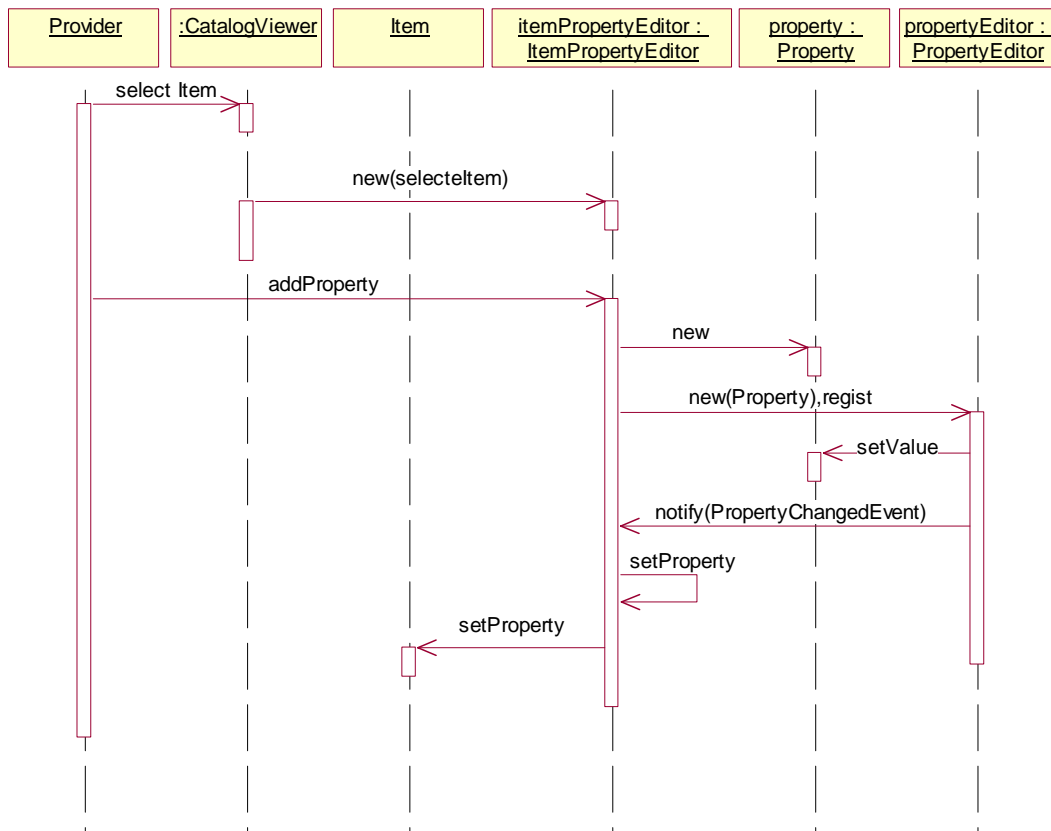 Provider
:CatalogViewer
Item
itemPropertyEditor :
ItemPropertyEditor
property :
Property
propertyEditor :
PropertyEditor
select Item
new(selecteItem)
addProperty
new
new(Property),regist
setValue
notify(PropertyChangedEvent)
setProperty
setProperty